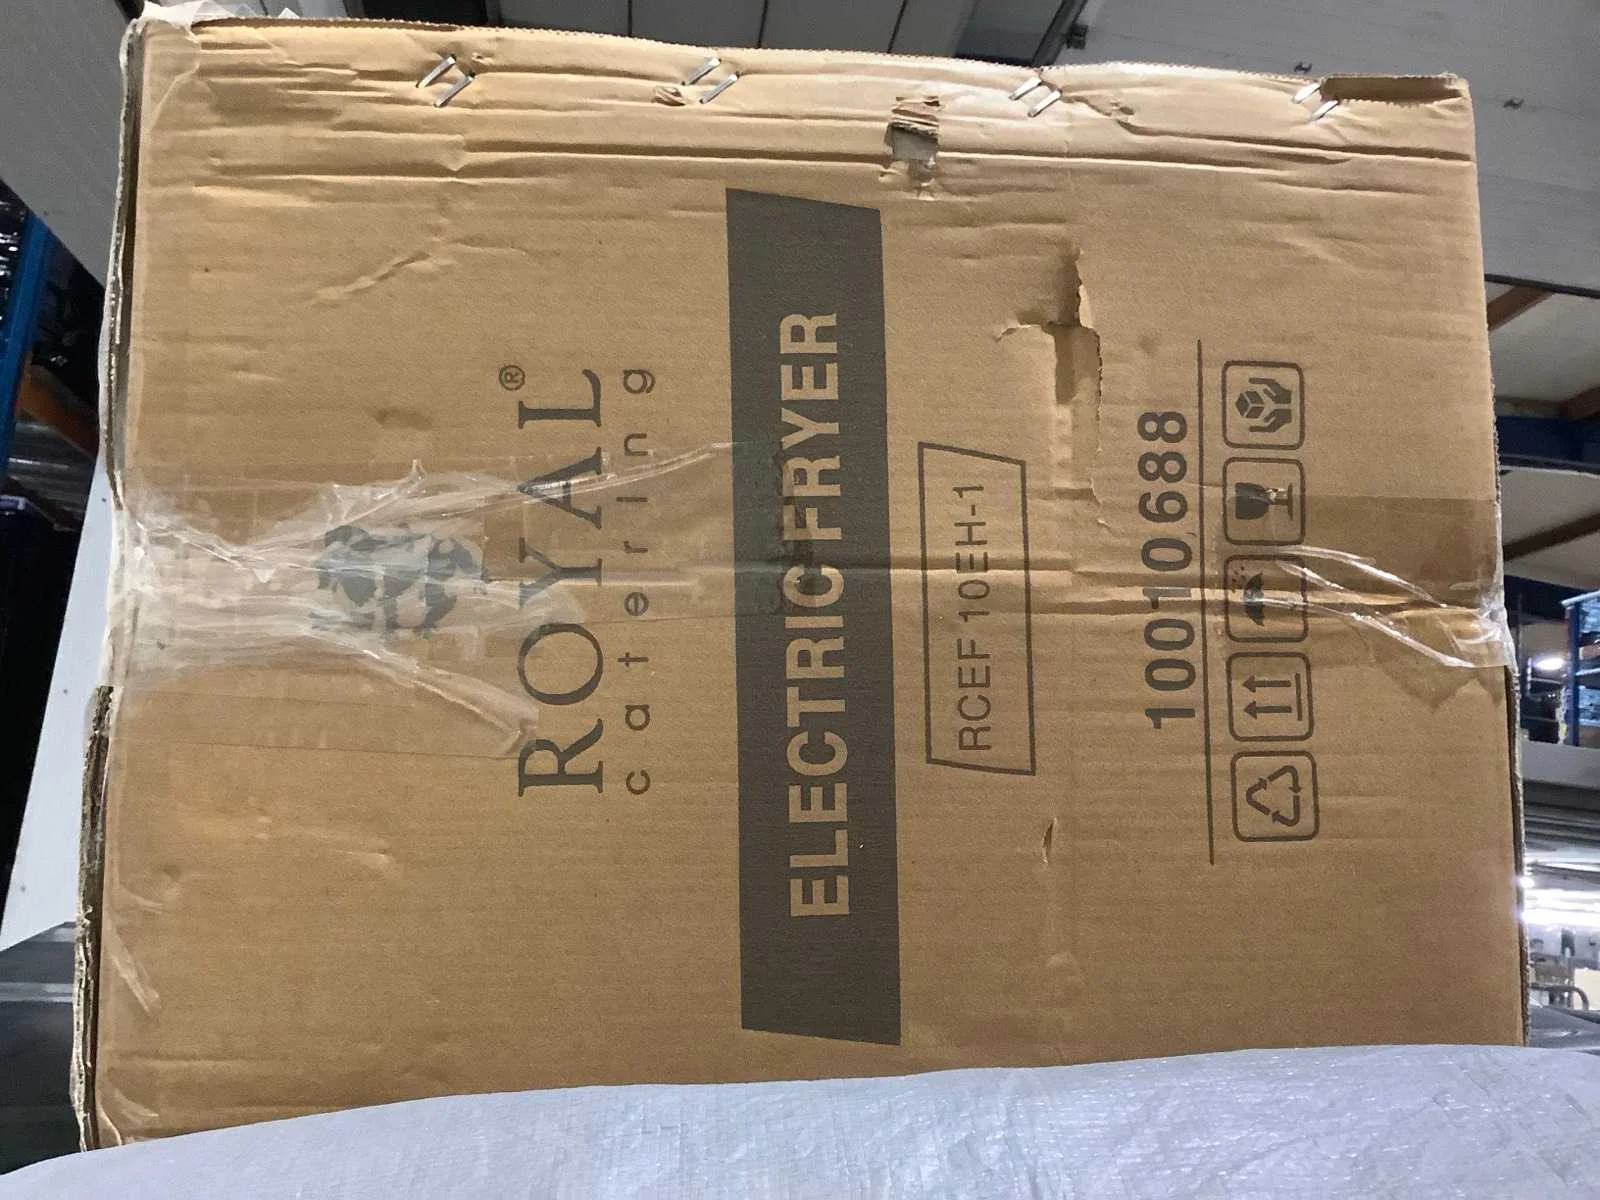 ROYAL®
catering
ELECTRIC FRYER
RCEF 10EH-1
10010688